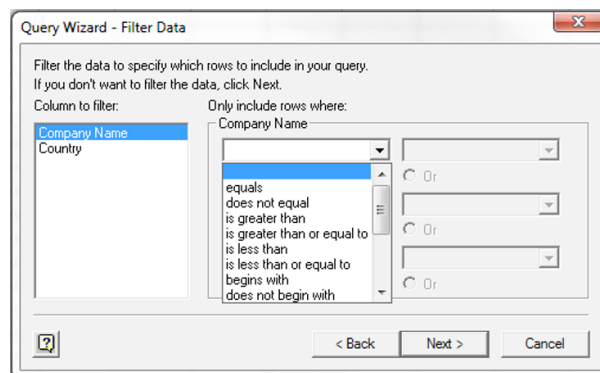 Query Wizard - Filter Data
Filter the data to specify which rows to include in your query.
If you don't want to filter the data, click Next.
Column to filter:
Only include rows where:
Company Name
Country
Company Name
equals
does not equal
is greater than
is greater than or equal to
is less than
is less than or equal to
begins with
does not begin with
Or
Or
Or
< Back
Next >
Cancel